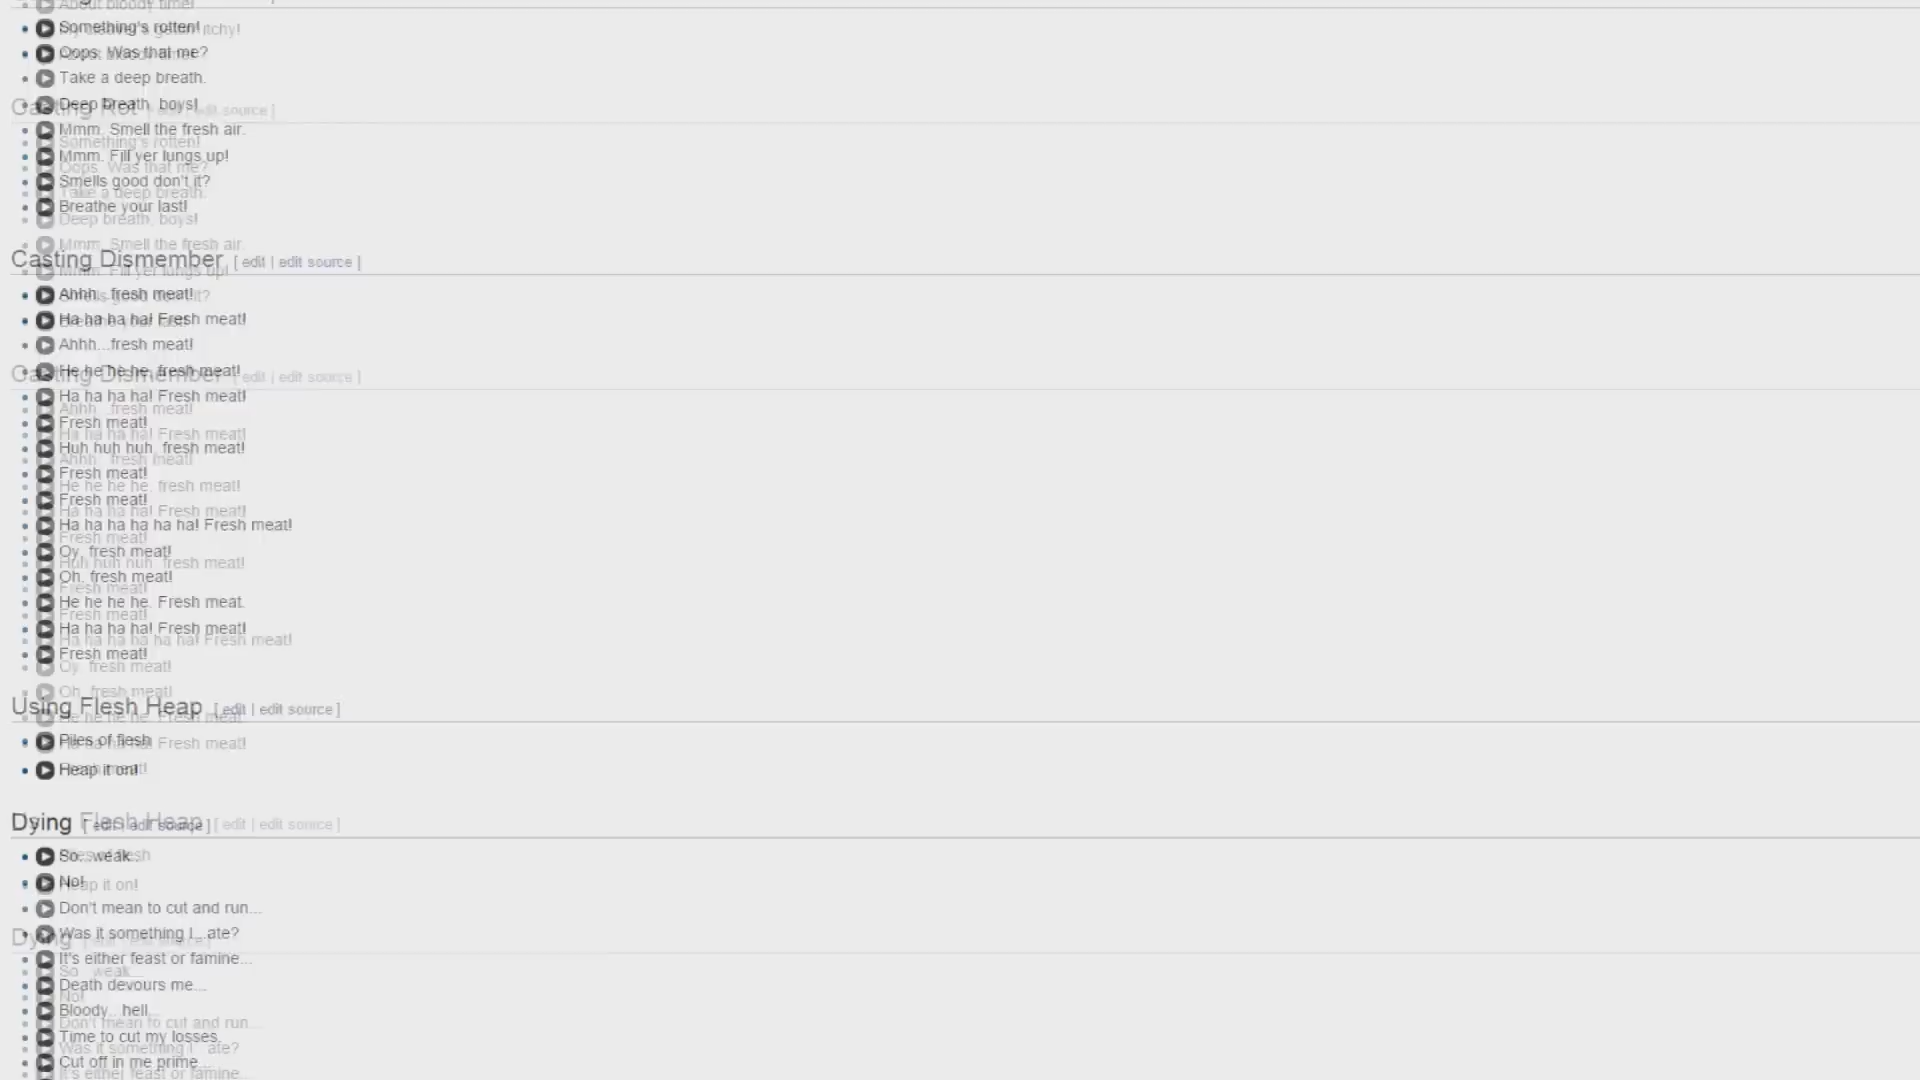 About bloody time!
Something's rotten!
Oops. Was that me?
Take a deep breath.
Deep breath, boys!
Mmm. Smell the fresh air.
Mmm. Fill yer lungs up!
Smells good don't it?
Breathe your last!
Casting Dismember [ edit | edit source ]
Ahhh...fresh meat!
Ha ha ha ha! Fresh meat!
Ahhh...fresh meat!
He he he he, fresh meat!
Ha ha ha ha! Fresh meat!
Fresh meat!
Huh huh huh, fresh meat!
Fresh meat!
Fresh meat!
Ha ha ha ha ha ha! Fresh meat!
Oy, fresh meat!
Oh, fresh meat!
He he he he. Fresh meat.
Ha ha ha ha! Fresh meat!
Fresh meat!
Using Flesh Heap [ edit | edit source ]
Piles of flesh
Heap it on!
Dying [ edit | edit source ]
So...weak...
No!
Don't mean to cut and run...
Was it something I...ate?
It's either feast or famine...
Death devours me...
Bloody...hell...
Time to cut my losses.
Cut off in me prime...